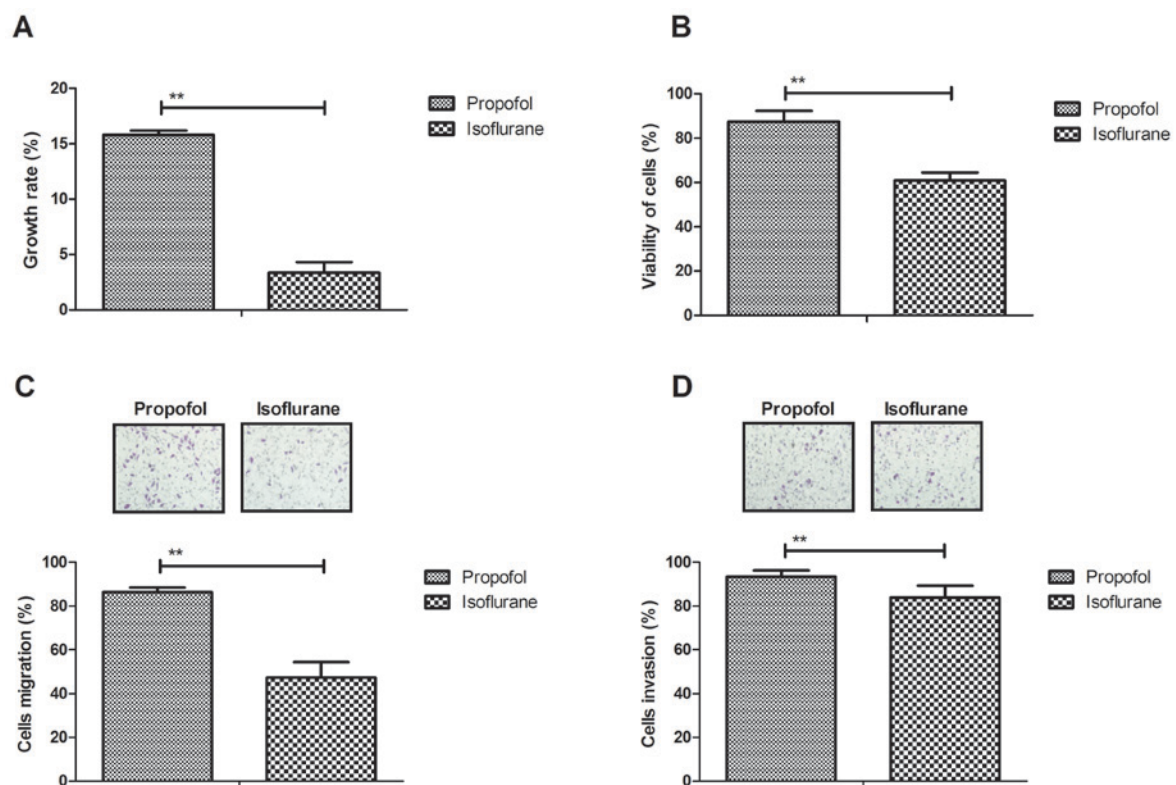 A
Growth rate (%)
20
15
10
5
0
**
Propofol
Isoflurane
B
Viability of cells (%)
100
80
60
40
20
0
**
Propofol
Isoflurane
C
Propofol Isoflurane
Cells migration (%)
100
80
60
40
20
0
**
Propofol
Isoflurane
D
Propofol Isoflurane
Cells invasion (%)
100
80
60
40
20
0
**
Propofol
Isoflurane